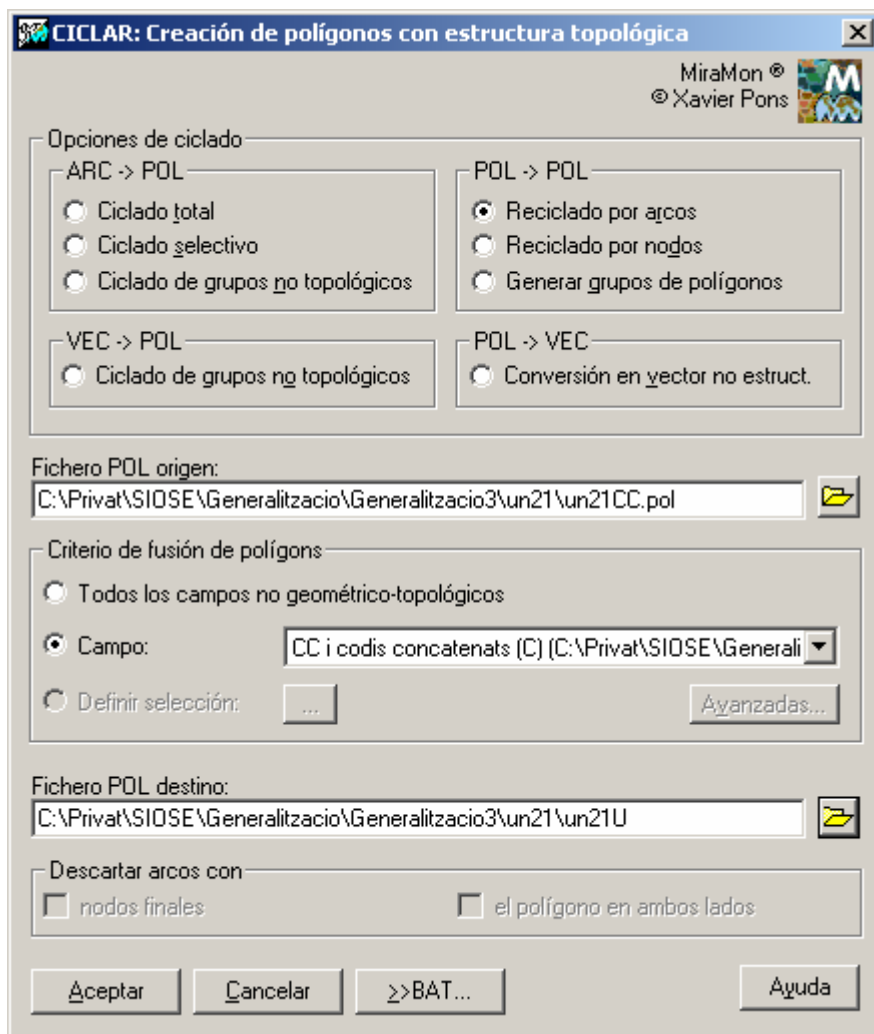 CICLAR: Creación de polígonos con estructura topológica
MiraMon ®
© Xavier Pons
Opciones de ciclado
ARC -> POL
Ciclado total
Ciclado selectivo
Ciclado de grupos no topológicos
POL -> POL
Reciclado por arcos
Reciclado por nodos
Generar grupos de polígonos
VEC -> POL
Ciclado de grupos no topológicos
POL -> VEC
Conversión en vector no estruct.
Fichero POL origen:
C:\Privat\SIOSE\Generalitzacio\Generalitzacio3\un21\un21CC.pol
Criterio de fusión de polígons
Todos los campos no geométrico-topológicos
Campo:
CC i codis concatenats (C) (C:\Privat\SIOSE\Generali
Definir selección:
...
Avanzadas...
Fichero POL destino:
C:\Privat\SIOSE\Generalitzacio\Generalitzacio3\un21\un21U
Descartar arcos con
nodos finales
el polígono en ambos lados
Aceptar
Cancelar
>>BAT...
Ayuda